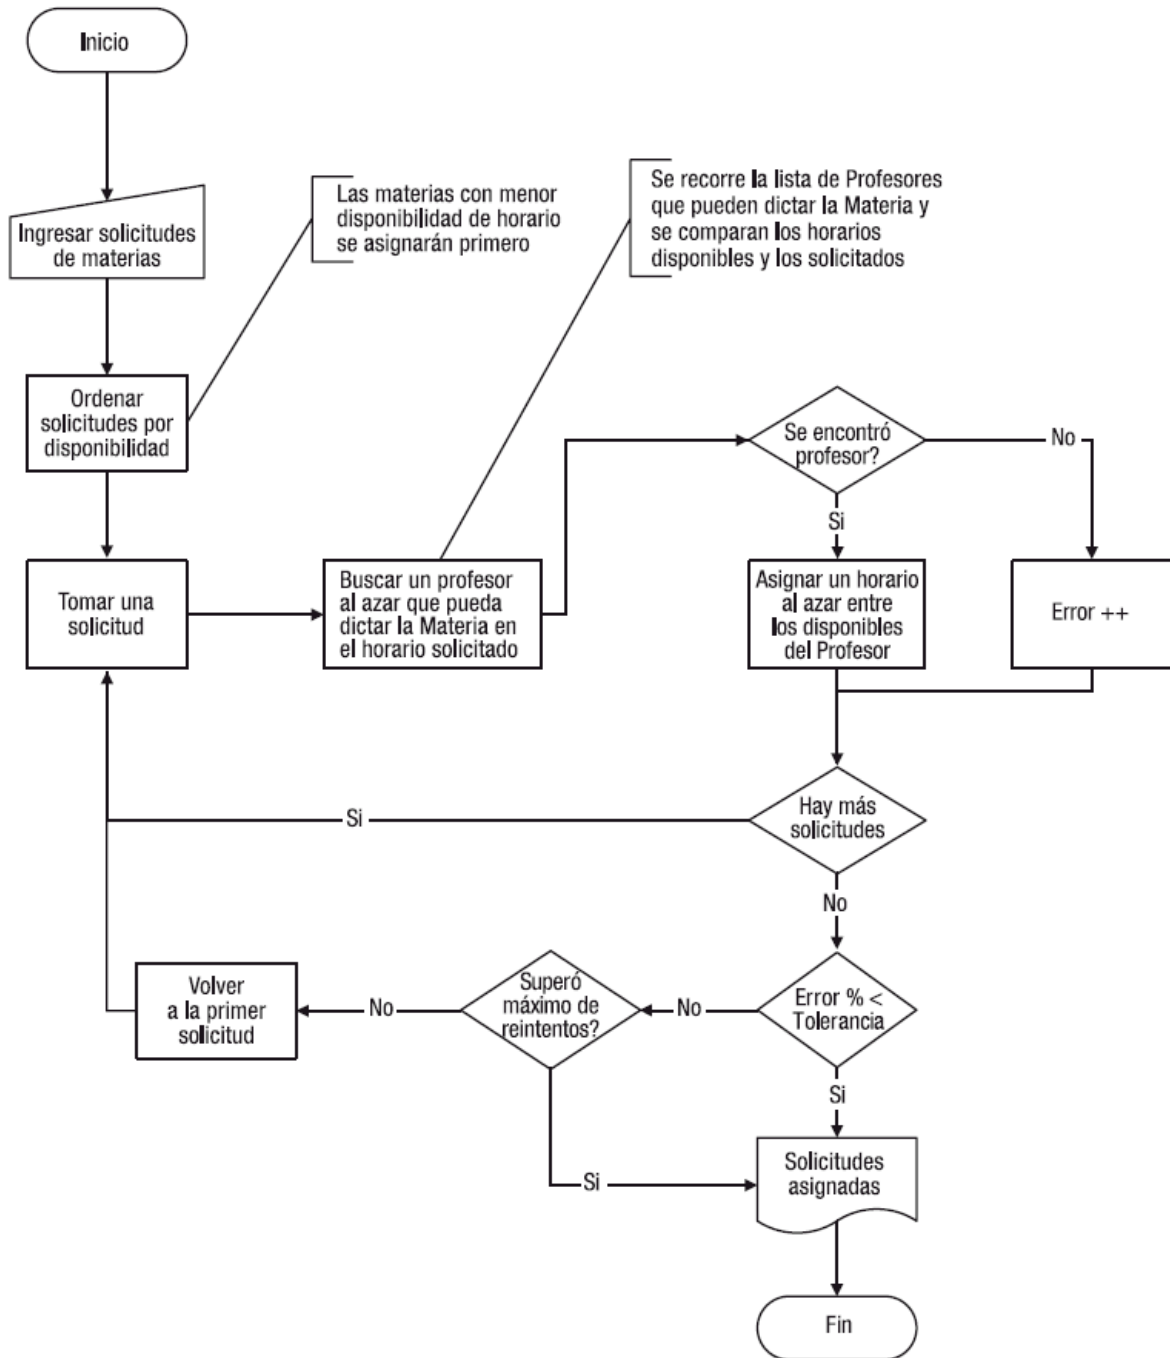 Inicio
Ingresar solicitudes
de materias
Las materias con menor
disponibilidad de horario
se asignarán primero
Se recorre la lista de Profesores
que pueden dictar la Materia y
se comparan los horarios
disponibles y los solicitados
Ordenar
solicitudes por
disponibilidad
Tomar una
solicitud
Buscar un profesor
al azar que pueda
dictar la Materia en
el horario solicitado
Se encontró
profesor?
No
Si
Asignar un horario
al azar entre
los disponibles
del Profesor
Error ++
Hay más
solicitudes
Si
No
Error % <
Tolerancia
No
Superó
máximo de
reintentos?
No
Volver
a la primer
solicitud
Si
Si
Solicitudes
asignadas
Fin